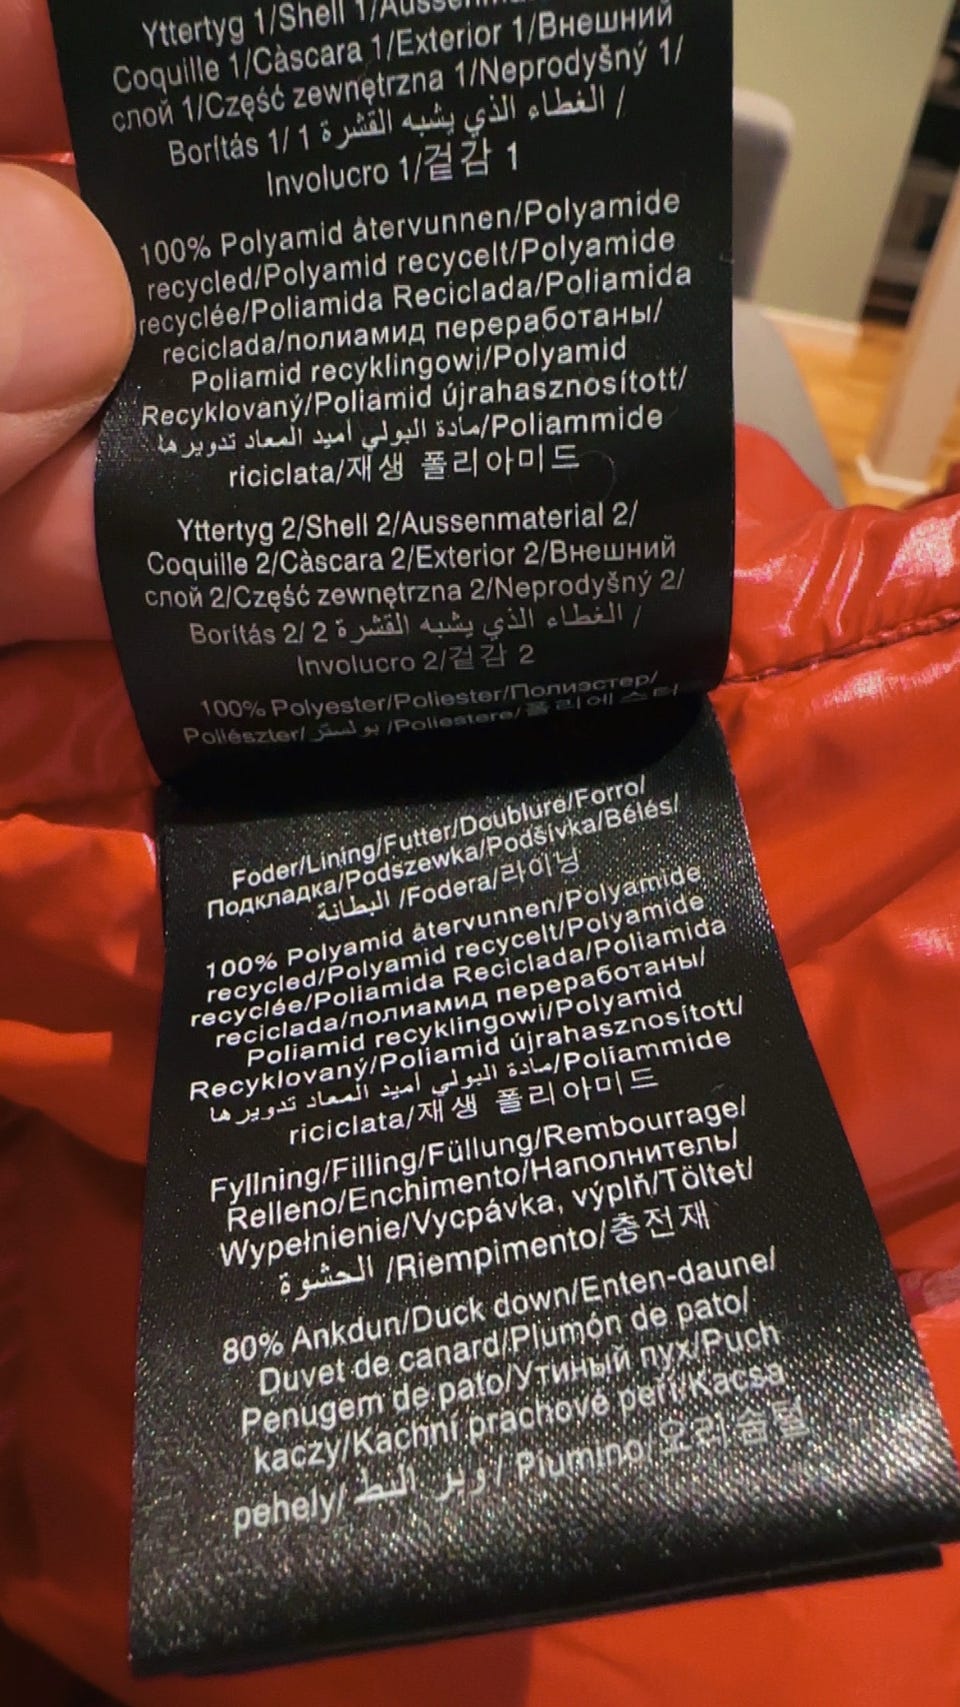 Yttertyg 1/Shell 1/Aussenma
Coquille 1/Càscara 1/Exterior 1/Внешний
слой 1/Część zewnętrzna 1/Neprodyšný 1/
Borítás 1/ 1 الغطاء الذي يشبه القشرة /
Involucro 1/겉감 1
100% Polyamid återvunnen/Polyamide
recycled/Polyamid recycelt/Polyamide
recyclée/Poliamida Reciclada/Poliamida
reciclada/полиамид переработаны/
Poliamid recyklingowi/Polyamid
Recyklovaný/Poliamid újrahasznosított/
مادة البولي اميد المعاد تدويرها/Poliammide
riciclata/재생 폴리아미드
Yttertyg 2/Shell 2/Aussenmaterial 2/
Coquille 2/Càscara 2/Exterior 2/Внешний
слой 2/Część zewnętrzna 2/Neprodyšný 2/
Borítás 2/ 2 الغطاء الذي يشبه القشرة /
Involucro 2/겉감 2
100% Polyester/Poliester/Полиэстер/
Poliészter/ بولستر /Poliestere/폴리에스터
Foder/Lining/Futter/Doublure/Forro/
Подкладка/Podszewka/Podšívka/Bélés/
البطانة /Fodera/라이닝
100% Polyamid återvunnen/Polyamide
recycled/Polyamid recycelt/Polyamide
recyclée/Poliamida Reciclada/Poliamida
reciclada/полиамид переработаны/
Poliamid recyklingowi/Polyamid
Recyklovaný/Poliamid újrahasznosított/
مادة البولي اميد المعاد تدويرها/Poliammide
riciclata/재생 폴리아미드
Fyllning/Filling/Füllung/Rembourrage/
Relleno/Enchimento/Наполнитель/
Wypełnienie/Vycpávka, výplň/Töltet/
الحشوة /Riempimento/충전재
80% Ankdun/Duck down/Enten-daune/
Duvet de canard/Plumón de pato/
Penugem de pato/Утиный пух/Puch
kaczy/Kachní prachové peří/Kacsa
pehely/ وبر البط / Piumino/오리솜털